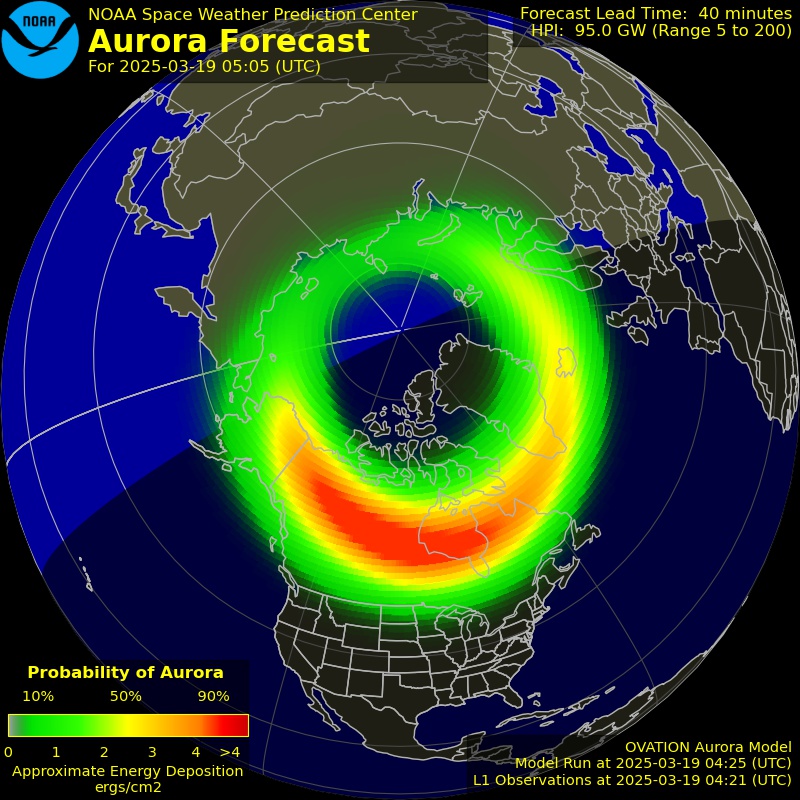 NOAA
NOAA Space Weather Prediction Center
Aurora Forecast
For 2025-03-19 05:05 (UTC)
Forecast Lead Time: 40 minutes
HPI: 95.0 GW (Range 5 to 200)
Probability of Aurora
10% 50% 90%
0 1 2 3 4 >4
Approximate Energy Deposition
ergs/cm2
OVATION Aurora Model
Model Run at 2025-03-19 04:25 (UTC)
L1 Observations at 2025-03-19 04:21 (UTC)